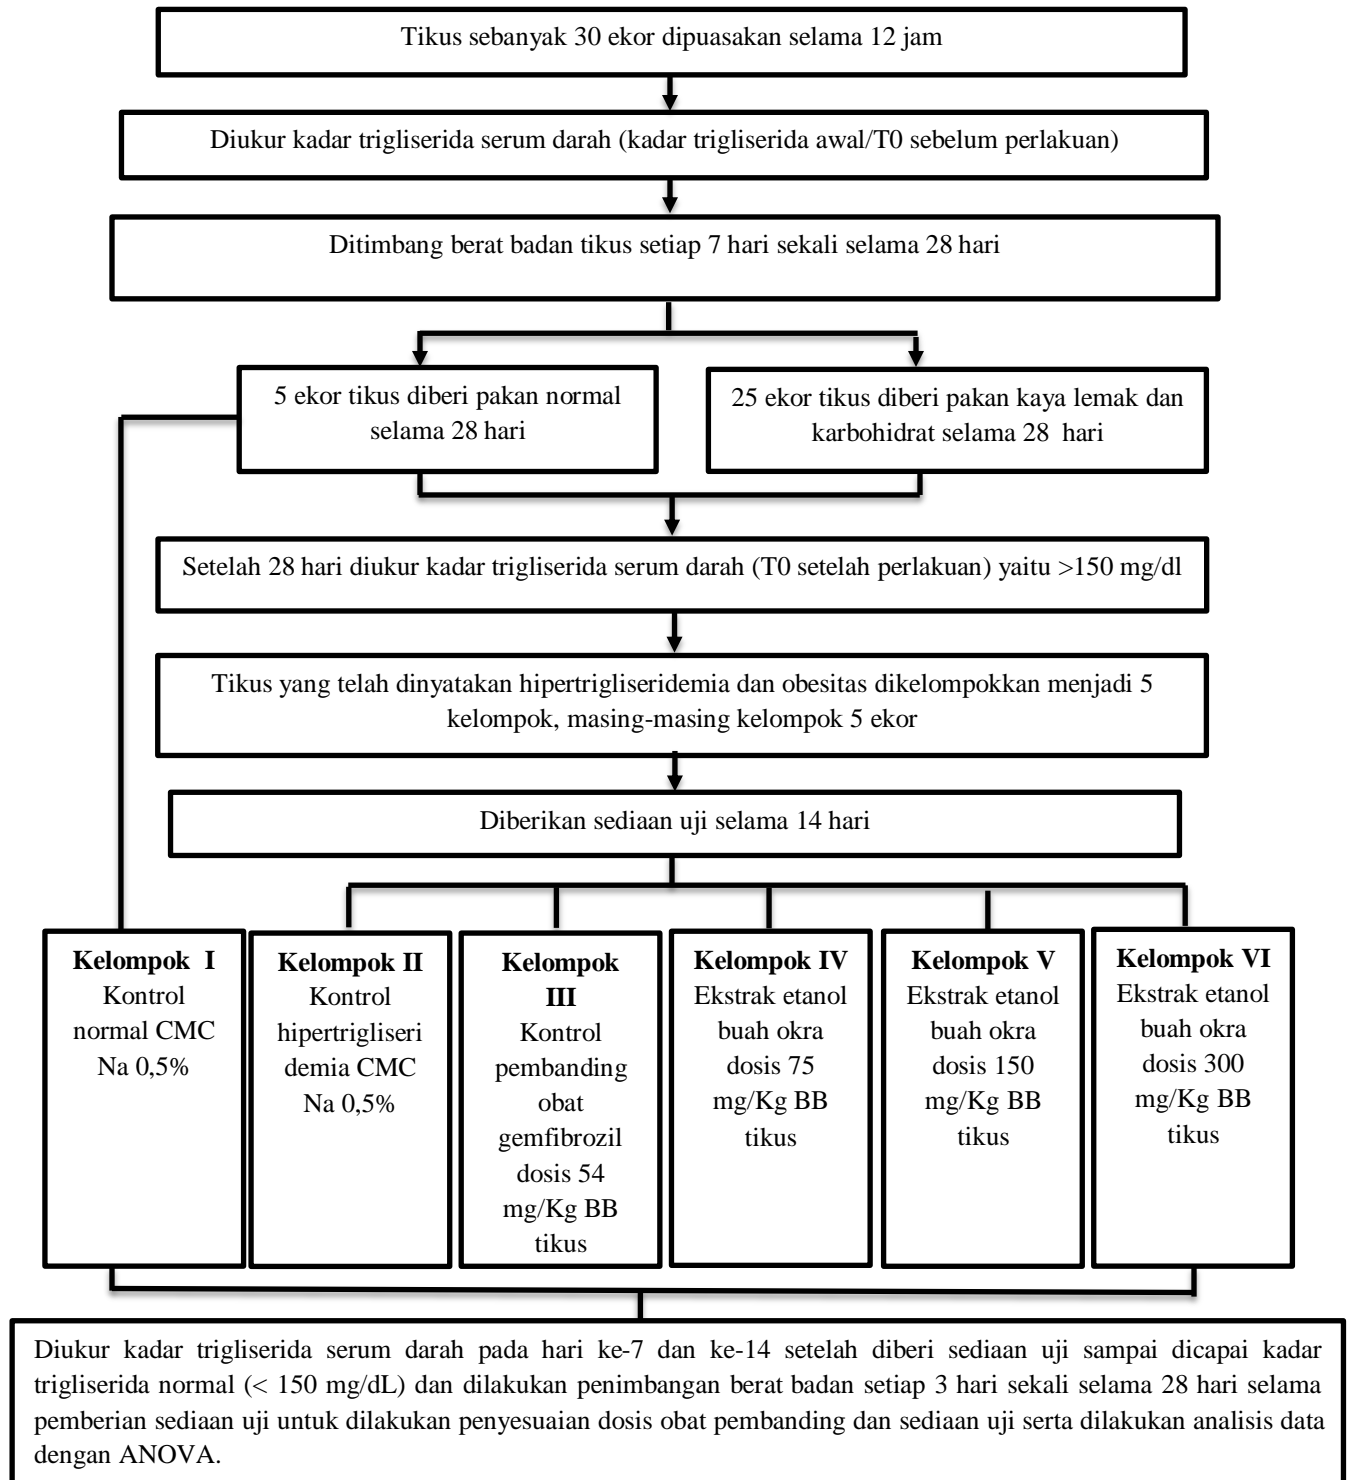 Tikus sebanyak 30 ekor dipuasakan selama 12 jam
Diukur kadar trigliserida serum darah (kadar trigliserida awal/T0 sebelum perlakuan)
Ditimbang berat badan tikus setiap 7 hari sekali selama 28 hari
5 ekor tikus diberi pakan normal
selama 28 hari
25 ekor tikus diberi pakan kaya lemak dan
karbohidrat selama 28 hari
Setelah 28 hari diukur kadar trigliserida serum darah (T0 setelah perlakuan) yaitu >150 mg/dl
Tikus yang telah dinyatakan hipertrigliseridemia dan obesitas dikelompokkan menjadi 5
kelompok, masing-masing kelompok 5 ekor
Diberikan sediaan uji selama 14 hari
Kelompok I
Kontrol
normal CMC
Na 0,5%
Kelompok II
Kontrol
hipertrigliseri
demia CMC
Na 0,5%
Kelompok
III
Kontrol
pembanding
obat
gemfibrozil
dosis 54
mg/Kg BB
tikus
Kelompok IV
Ekstrak etanol
buah okra
dosis 75
mg/Kg BB
tikus
Kelompok V
Ekstrak etanol
buah okra
dosis 150
mg/Kg BB
tikus
Kelompok VI
Ekstrak etanol
buah okra
dosis 300
mg/Kg BB
tikus
Diukur kadar trigliserida serum darah pada hari ke-7 dan ke-14 setelah diberi sediaan uji sampai dicapai kadar
trigliserida normal (< 150 mg/dL) dan dilakukan penimbangan berat badan setiap 3 hari sekali selama 28 hari selama
pemberian sediaan uji untuk dilakukan penyesuaian dosis obat pembanding dan sediaan uji serta dilakukan analisis data
dengan ANOVA.